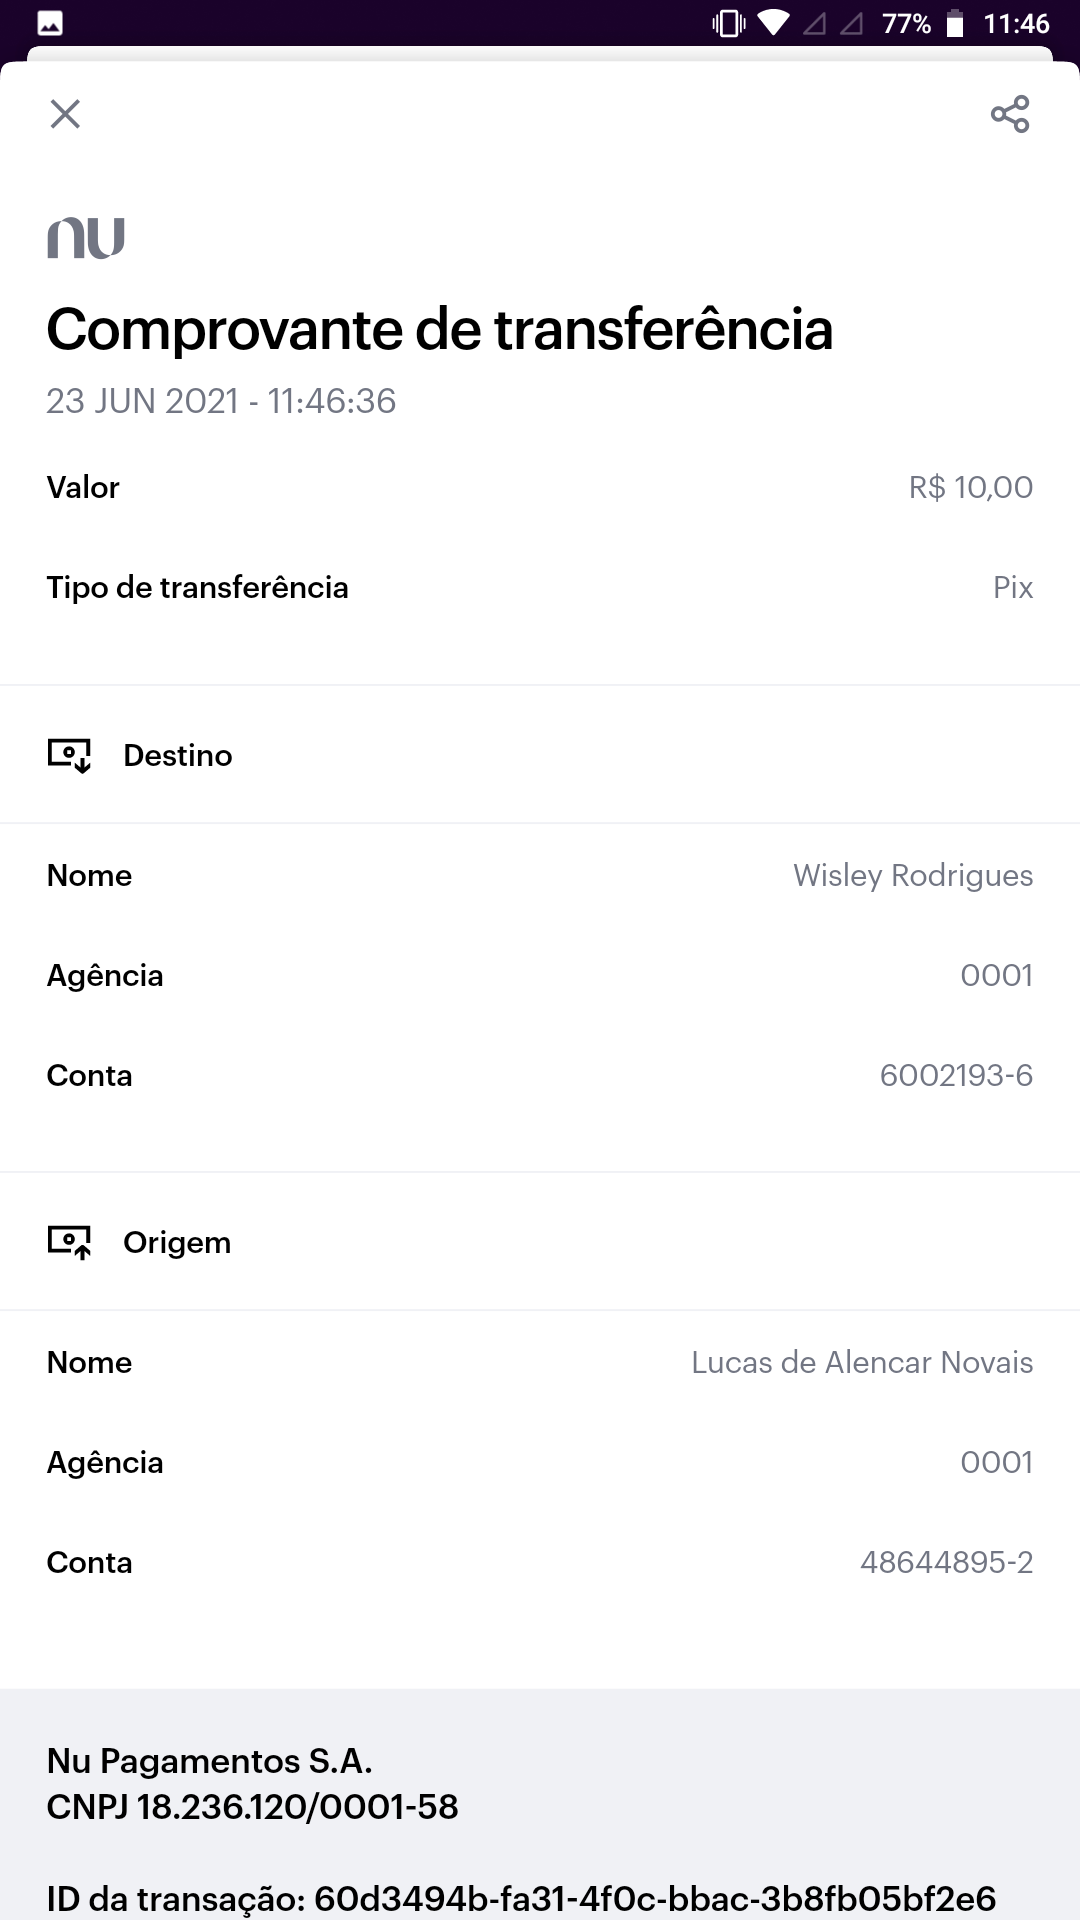 77% 11:46
nu
Comprovante de transferência
23 JUN 2021 - 11:46:36
Valor R$ 10,00
Tipo de transferência Pix
Destino
Nome Wisley Rodrigues
Agência 0001
Conta 6002193-6
Origem
Nome Lucas de Alencar Novais
Agência 0001
Conta 48644895-2
Nu Pagamentos S.A.
CNPJ 18.236.120/0001-58
ID da transação: 60d3494b-fa31-4f0c-bbac-3b8fb05bf2e6